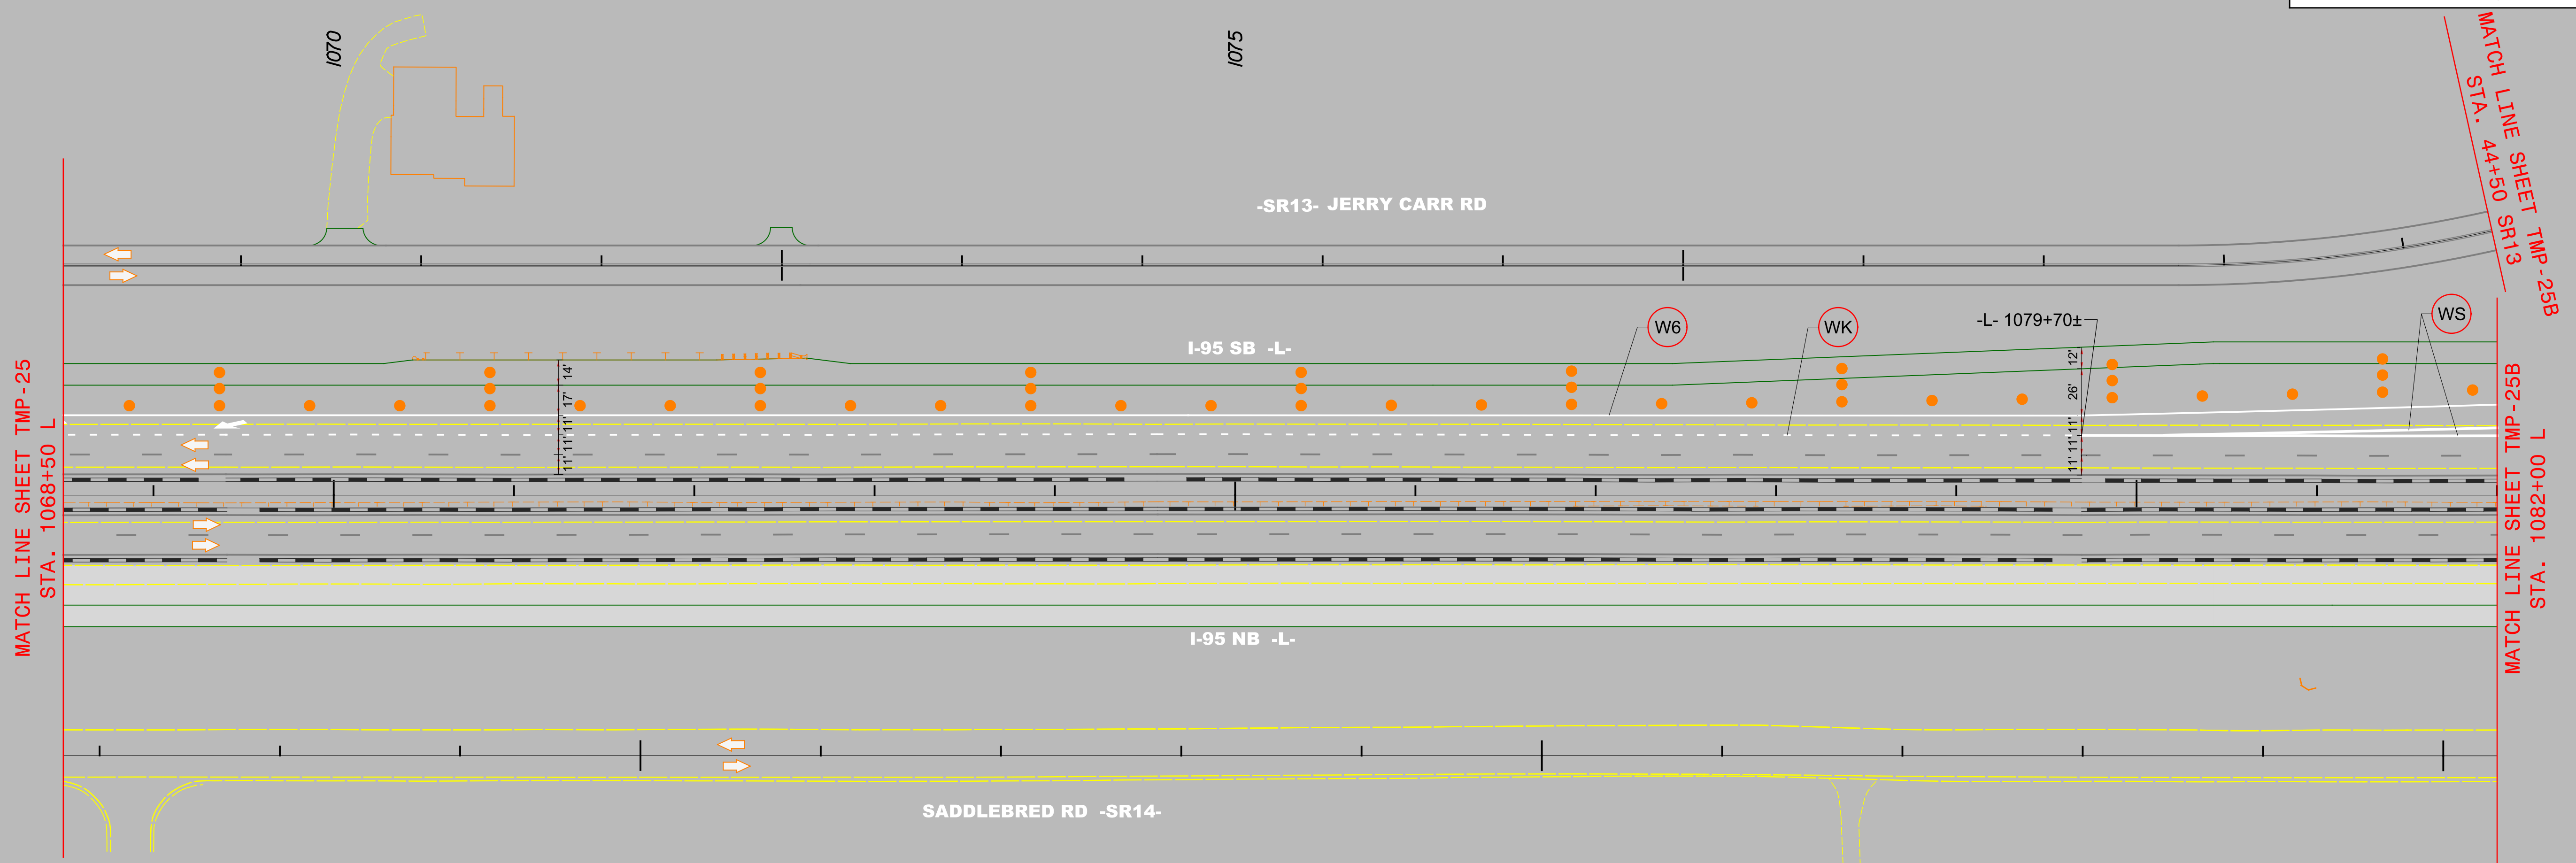 1070
1075
MATCH LINE SHEET TMP-25B
STA. 44+50 SR13
-SR13- JERRY CARR RD
W6
WK
-L- 1079+70±
WS
I-95 SB -L-
14'
17'
11'
11'
11'
12'
26'
11'
11'
11'
MATCH LINE SHEET TMP-25
STA. 1068+50 L
MATCH LINE SHEET TMP-25B
STA. 1082+00 L
I-95 NB -L-
SADDLEBRED RD -SR14-